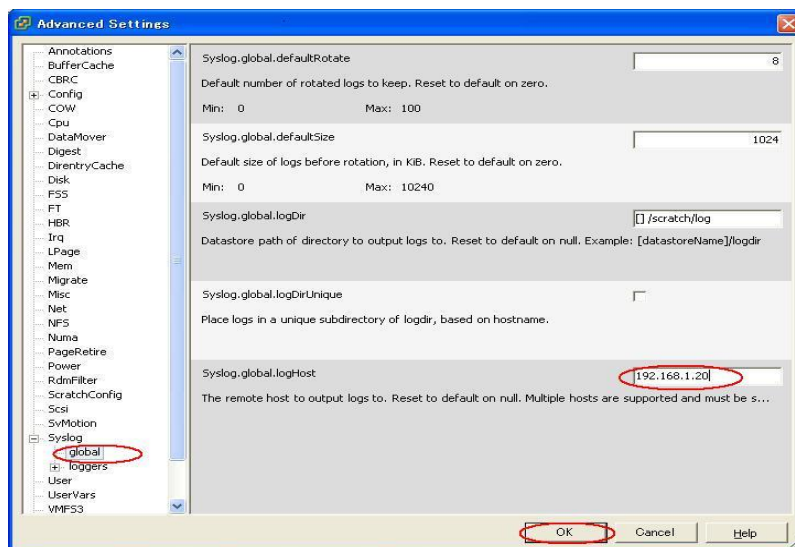 Advanced Settings
Annotations
BufferCache
CBRC
Config
COW
Cpu
DataMover
Digest
DirentryCache
Disk
FSS
FT
HBR
Irq
LPage
Mem
Migrate
Misc
Net
NFS
Numa
PageRetire
Power
RdmFilter
ScratchConfig
Scsi
SvMotion
Syslog
global
loggers
User
UserVars
VMFS3
Syslog.global.defaultRotate
8
Default number of rotated logs to keep. Reset to default on zero.
Min: 0 Max: 100
Syslog.global.defaultSize
1024
Default size of logs before rotation, in KiB. Reset to default on zero.
Min: 0 Max: 10240
Syslog.global.logDir
[] /scratch/log
Datastore path of directory to output logs to. Reset to default on null. Example: [datastoreName]/logdir
Syslog.global.logDirUnique
Place logs in a unique subdirectory of logdir, based on hostname.
Syslog.global.logHost
192.168.1.20
The remote host to output logs to. Reset to default on null. Multiple hosts are supported and must be s...
OK Cancel Help